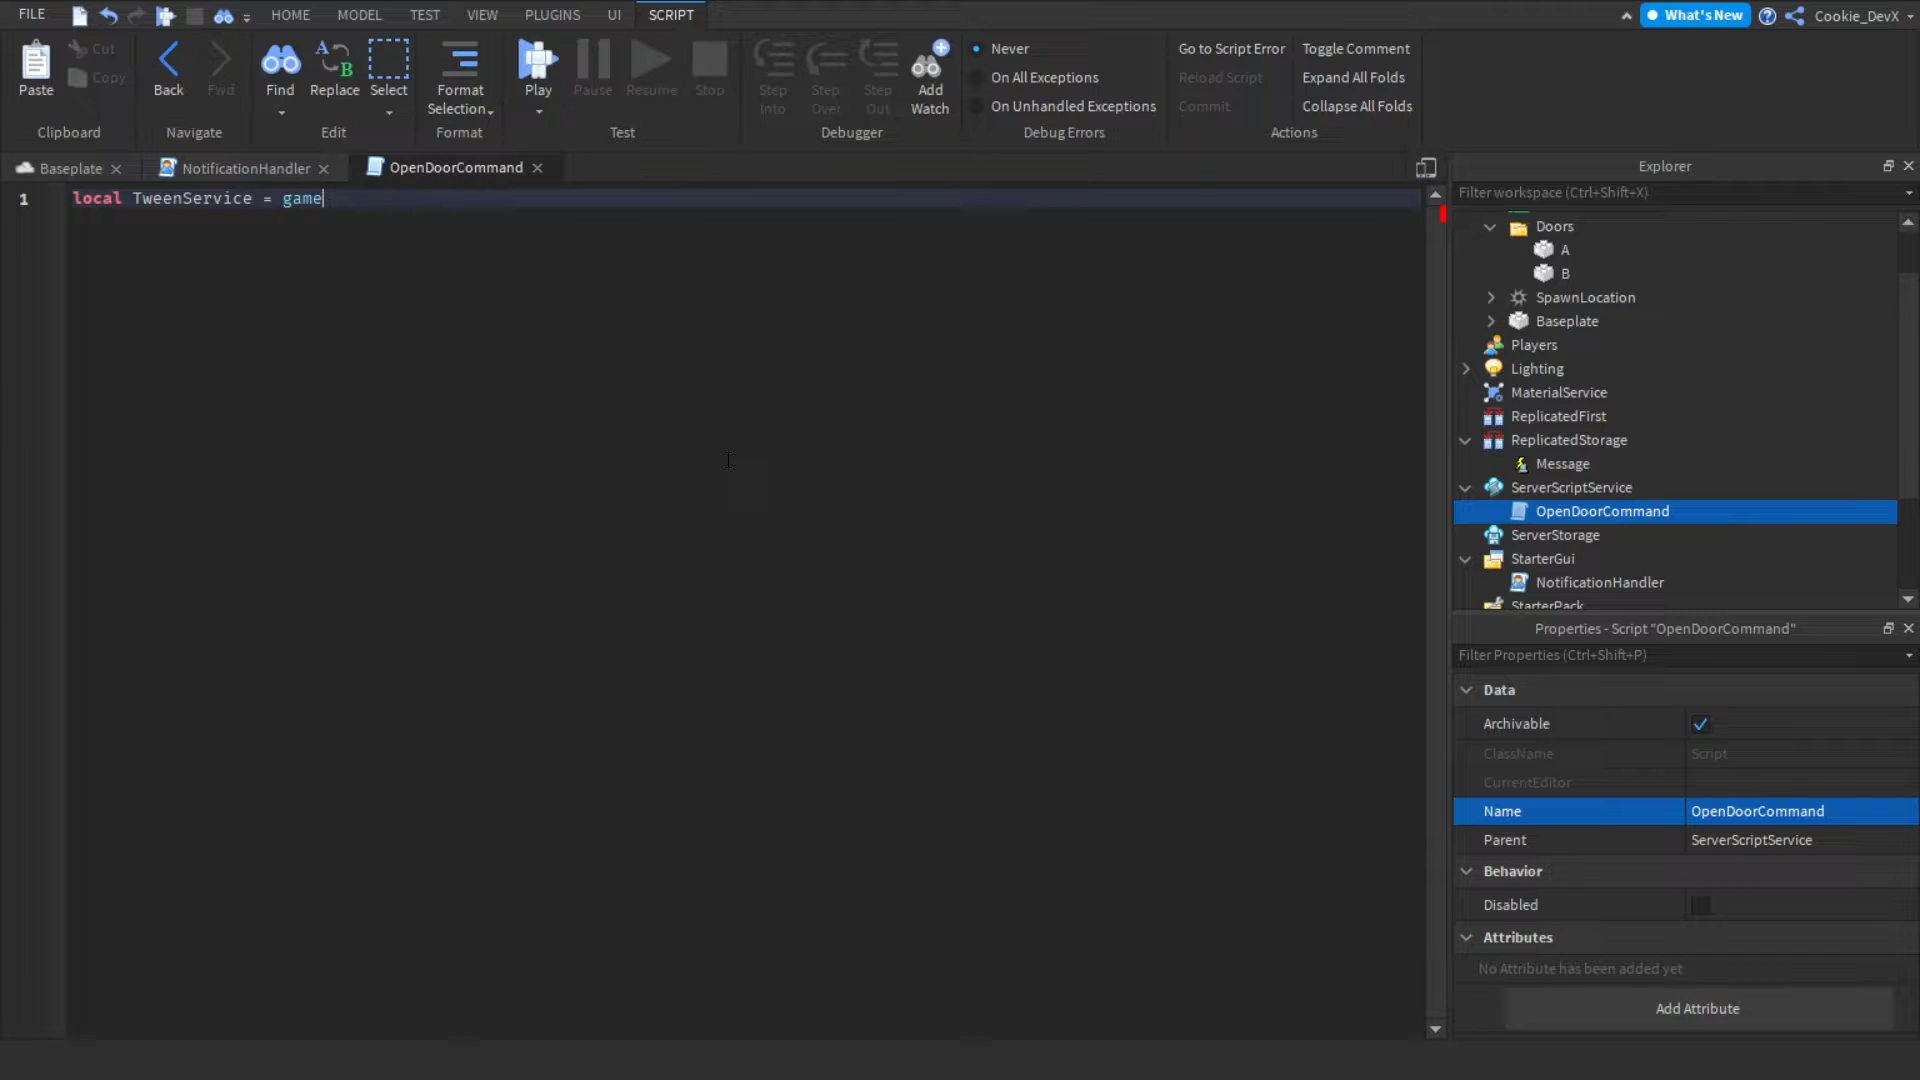 FILE
HOME
MODEL
TEST
VIEW
PLUGINS
UI
SCRIPT
What's New
Cookie_DevX
Paste
Cut
Copy
Clipboard
Back
Fwd
Navigate
Find
Replace
Select
Edit
Format
Selection
Format
Play
Pause
Resume
Stop
Test
Step
Into
Step
Over
Step
Out
Add
Watch
Debugger
Never
On All Exceptions
On Unhandled Exceptions
Debug Errors
Go to Script Error
Reload Script
Commit
Toggle Comment
Expand All Folds
Collapse All Folds
Actions
Baseplate
NotificationHandler
OpenDoorCommand
1 local TweenService = game
Explorer
Filter workspace (Ctrl+Shift+X)
Doors
A
B
SpawnLocation
Baseplate
Players
Lighting
MaterialService
ReplicatedFirst
ReplicatedStorage
Message
ServerScriptService
OpenDoorCommand
ServerStorage
StarterGui
NotificationHandler
StarterPack
Properties - Script "OpenDoorCommand"
Filter Properties (Ctrl+Shift+P)
Data
Archivable
ClassName Script
CurrentEditor
Name OpenDoorCommand
Parent ServerScriptService
Behavior
Disabled
Attributes
No Attribute has been added yet
Add Attribute